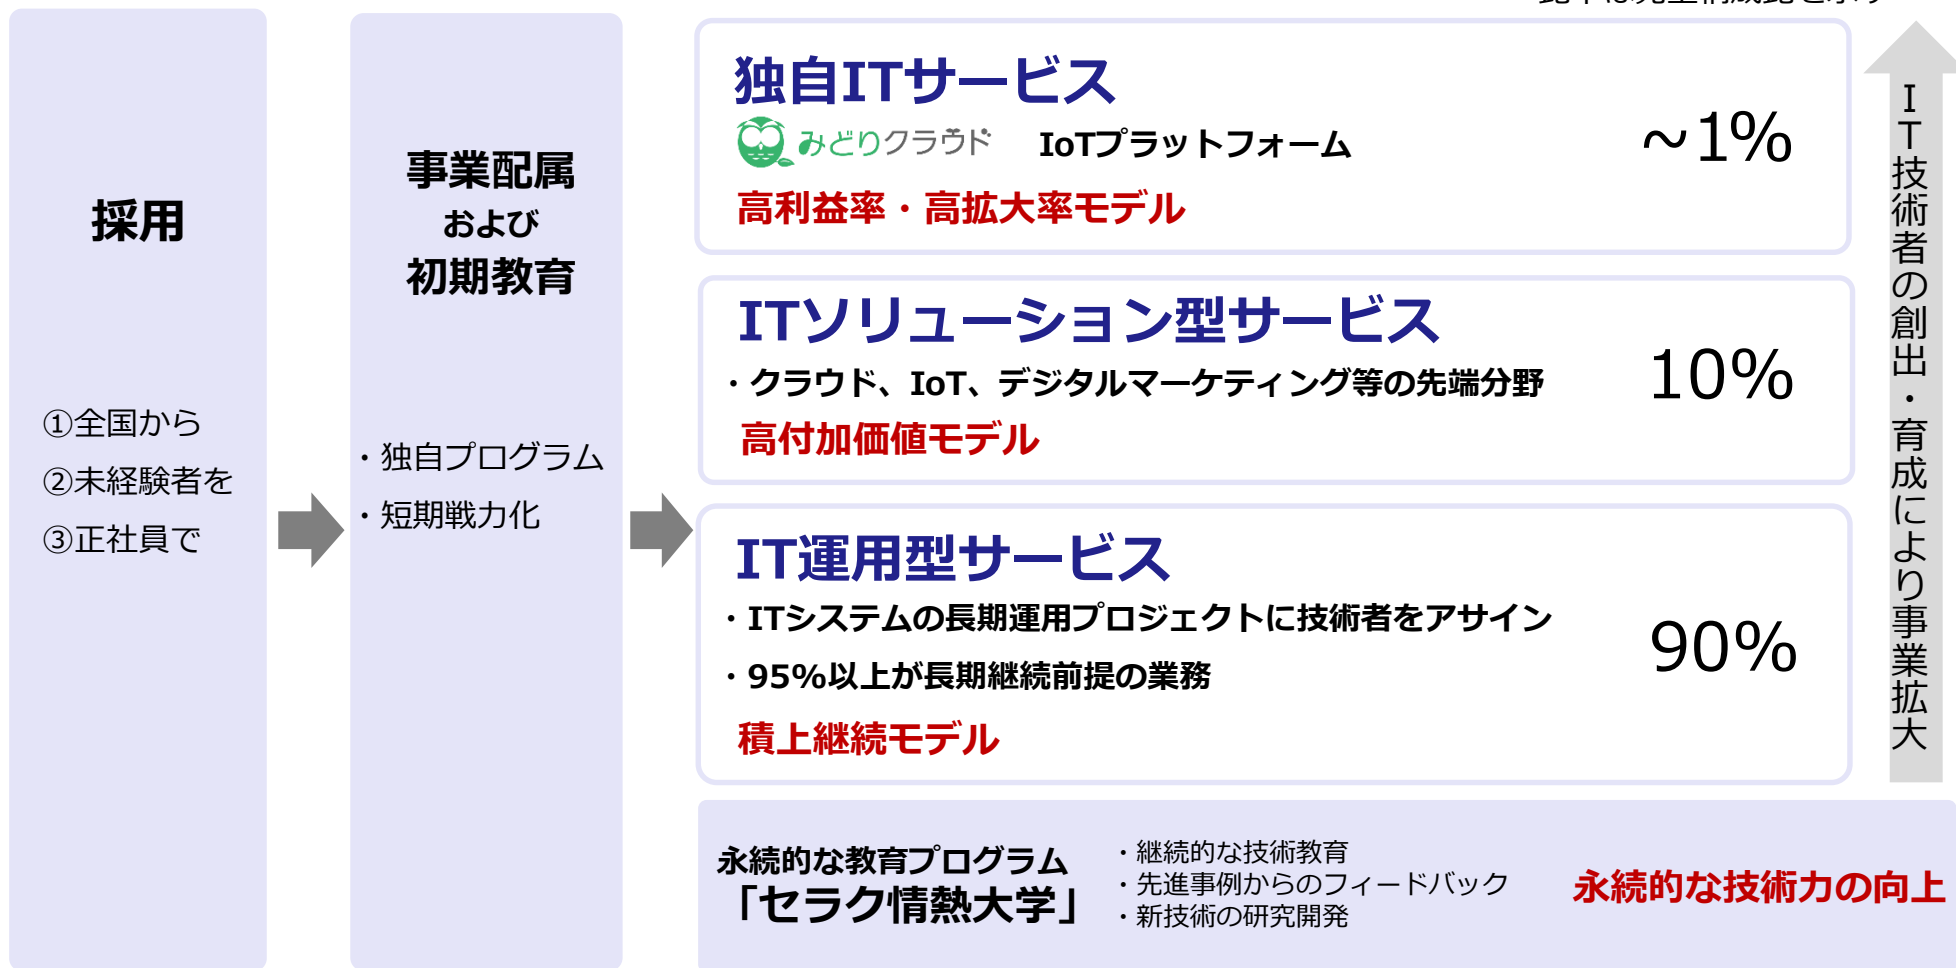 採用
①全国から
②未経験者を
③正社員で
事業配属
および
初期教育
・独自プログラム
・短期戦力化
独自ITサービス
みどりクラウド IoTプラットフォーム
高利益率・高拡大率モデル
~1%
ITソリューション型サービス
・クラウド、IoT、デジタルマーケティング等の先端分野
高付加価値モデル
10%
IT運用型サービス
・ITシステムの長期運用プロジェクトに技術者をアサイン
・95%以上が長期継続前提の業務
積上継続モデル
90%
IT技術者の創出・育成により事業拡大
永続的な教育プログラム
「セラク情熱大学」
・継続的な技術教育
・先進事例からのフィードバック
・新技術の研究開発
永続的な技術力の向上